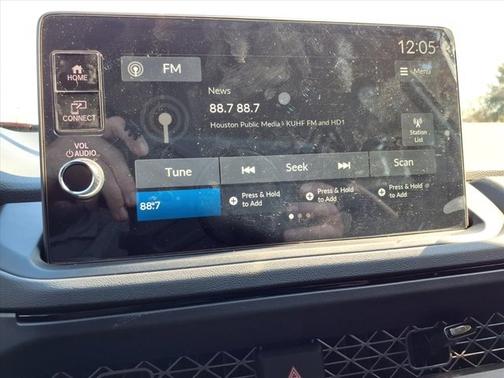 12:05
HOME
FM
Menu
News
CONNECT
88.7 88.7
Houston Public Media › KUHF FM and HD1
Station
List
VOL
AUDIO
Tune
Seek
Scan
88.7
Press & Hold
to Add
Press & Hold
to Add
Press & Hold
to Add